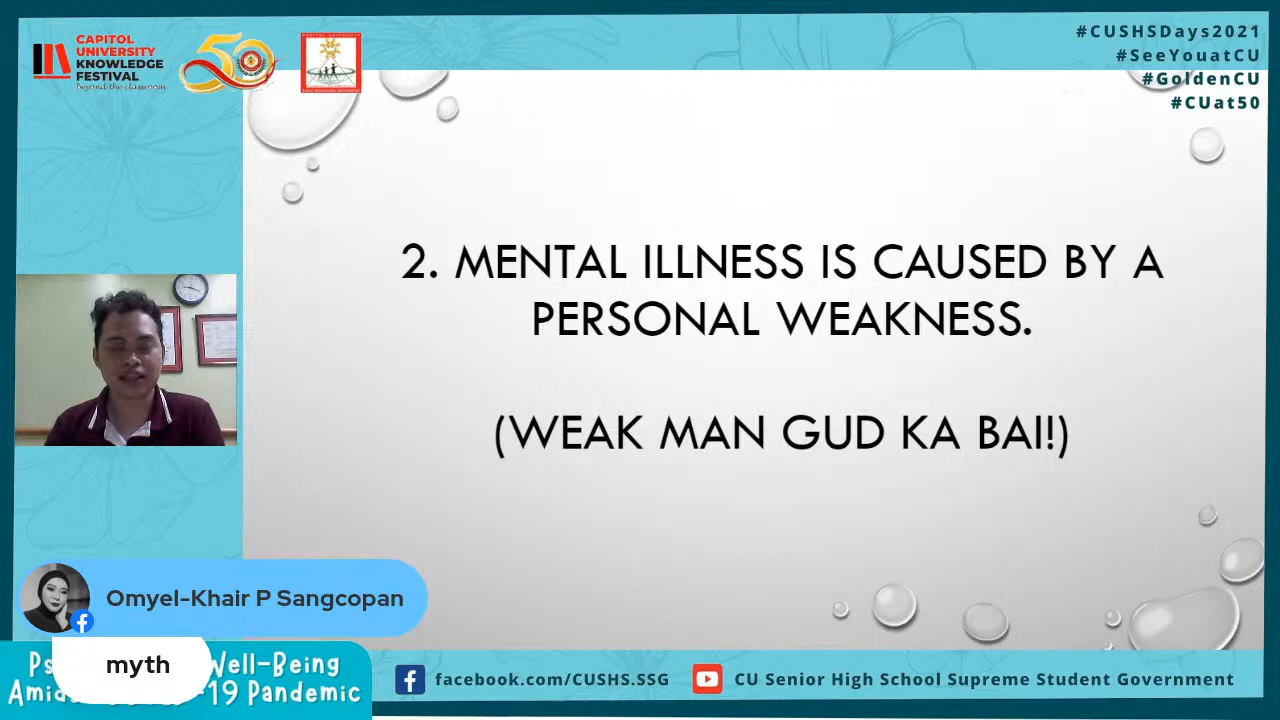 CAPITOL
UNIVERSITY
KNOWLEDGE
FESTIVAL
beyond the classroom
50
#CUSHSDays2021
#SeeYouatCU
#GoldenCU
#CUat50
2. MENTAL ILLNESS IS CAUSED BY A
PERSONAL WEAKNESS.
(WEAK MAN GUD KA BAI!)
Omyel-Khair P Sangcopan
myth
Well-Being
-19 Pandemic
facebook.com/CUSHS.SSG
CU Senior High School Supreme Student Government